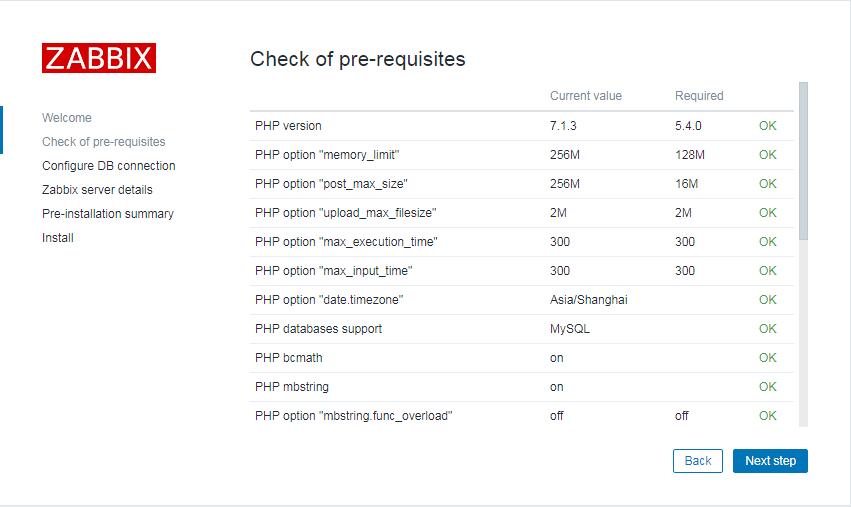 ZABBIX
Welcome
Check of pre-requisites
Configure DB connection
Zabbix server details
Pre-installation summary
Install
Check of pre-requisites
Current value Required
PHP version 7.1.3 5.4.0 OK
PHP option "memory_limit" 256M 128M OK
PHP option "post_max_size" 256M 16M OK
PHP option "upload_max_filesize" 2M 2M OK
PHP option "max_execution_time" 300 300 OK
PHP option "max_input_time" 300 300 OK
PHP option "date.timezone" Asia/Shanghai OK
PHP databases support MySQL OK
PHP bcmath on OK
PHP mbstring on OK
PHP option "mbstring.func_overload" off off OK
Back Next step